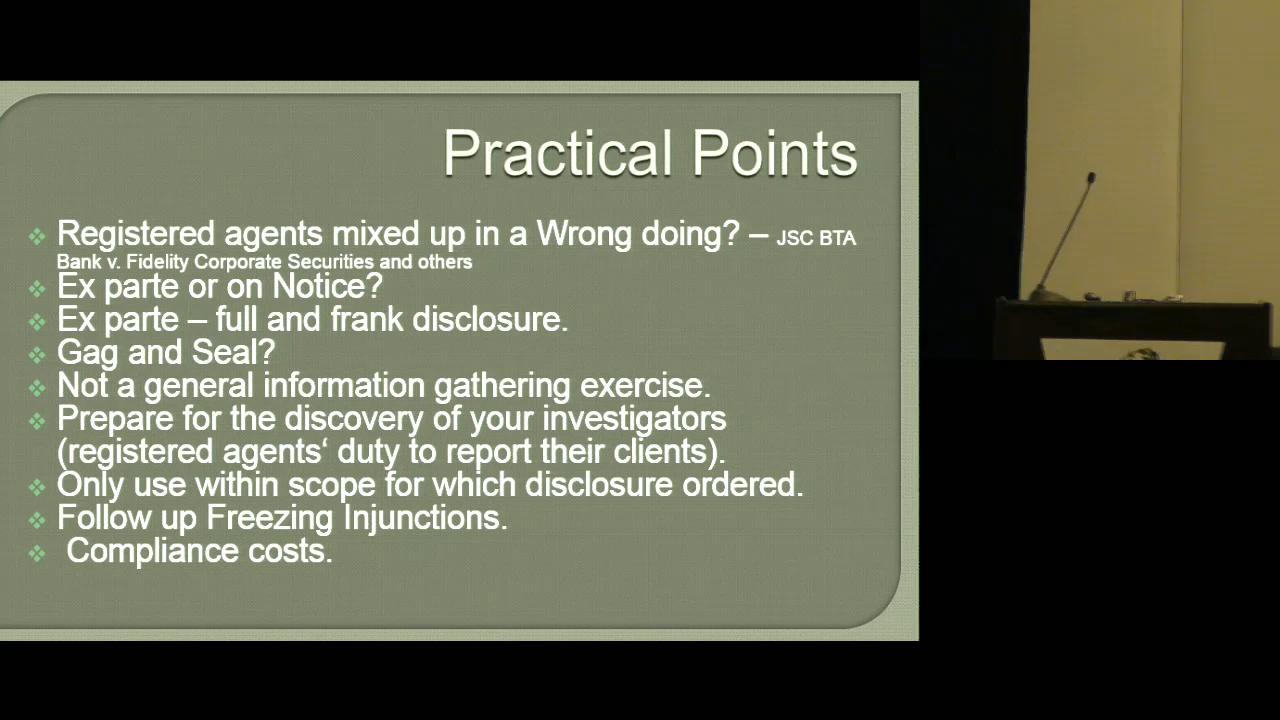 Practical Points
Registered agents mixed up in a Wrong doing? – JSC BTA
Bank v. Fidelity Corporate Securities and others
Ex parte or on Notice?
Ex parte – full and frank disclosure.
Gag and Seal?
Not a general information gathering exercise.
Prepare for the discovery of your investigators
(registered agents‘ duty to report their clients).
Only use within scope for which disclosure ordered.
Follow up Freezing Injunctions.
Compliance costs.